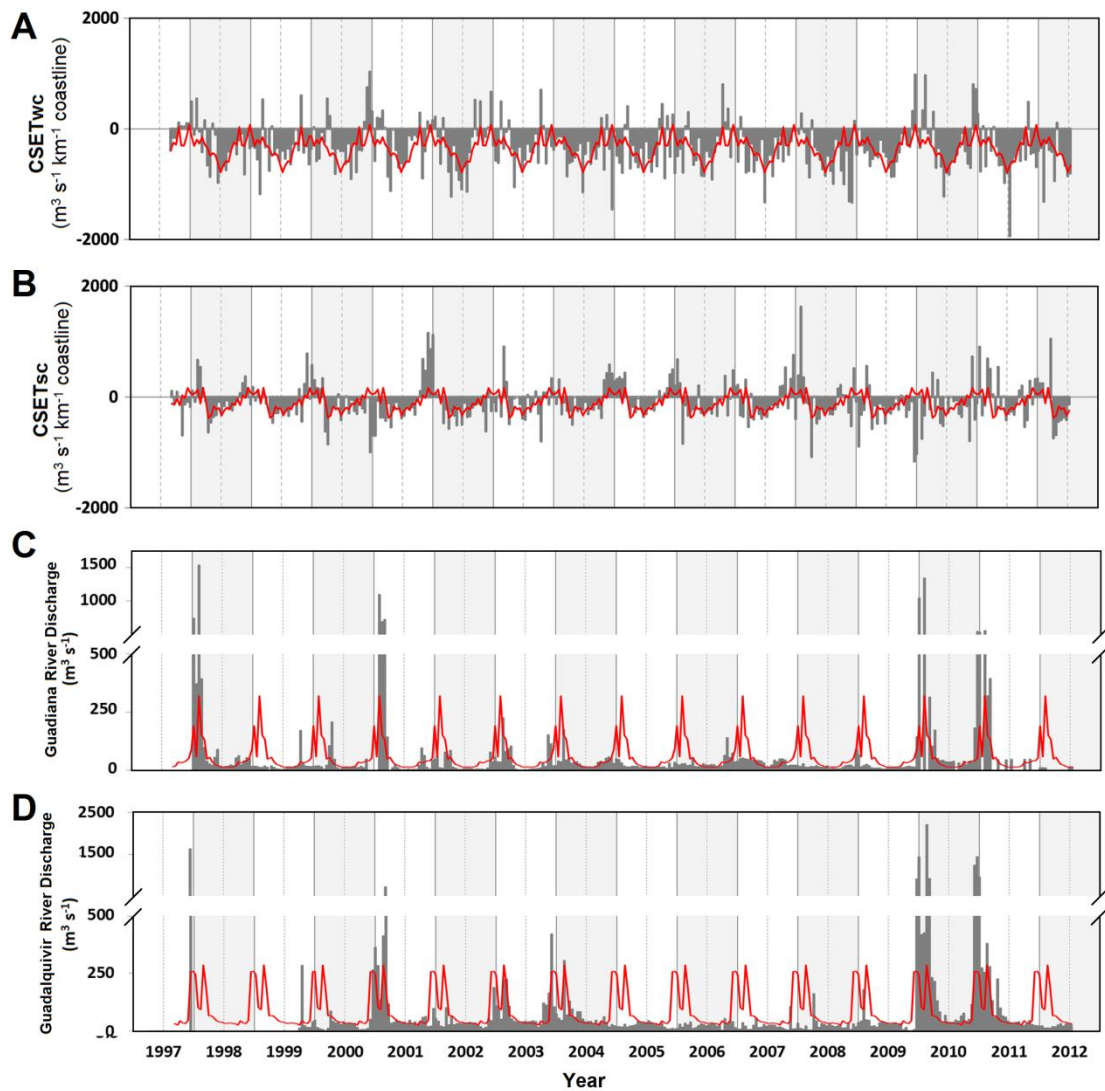 A
CSETwc
(m³ s⁻¹ km⁻¹ coastline)
2000
0
-2000
B
CSETsc
(m³ s⁻¹ km⁻¹ coastline)
2000
0
-2000
C
Guadiana River Discharge
(m³ s⁻¹)
1500
1000
500
250
0
D
Guadalquivir River Discharge
(m³ s⁻¹)
2500
1500
500
250
0
1997 1998 1999 2000 2001 2002 2003 2004 2005 2006 2007 2008 2009 2010 2011 2012
Year